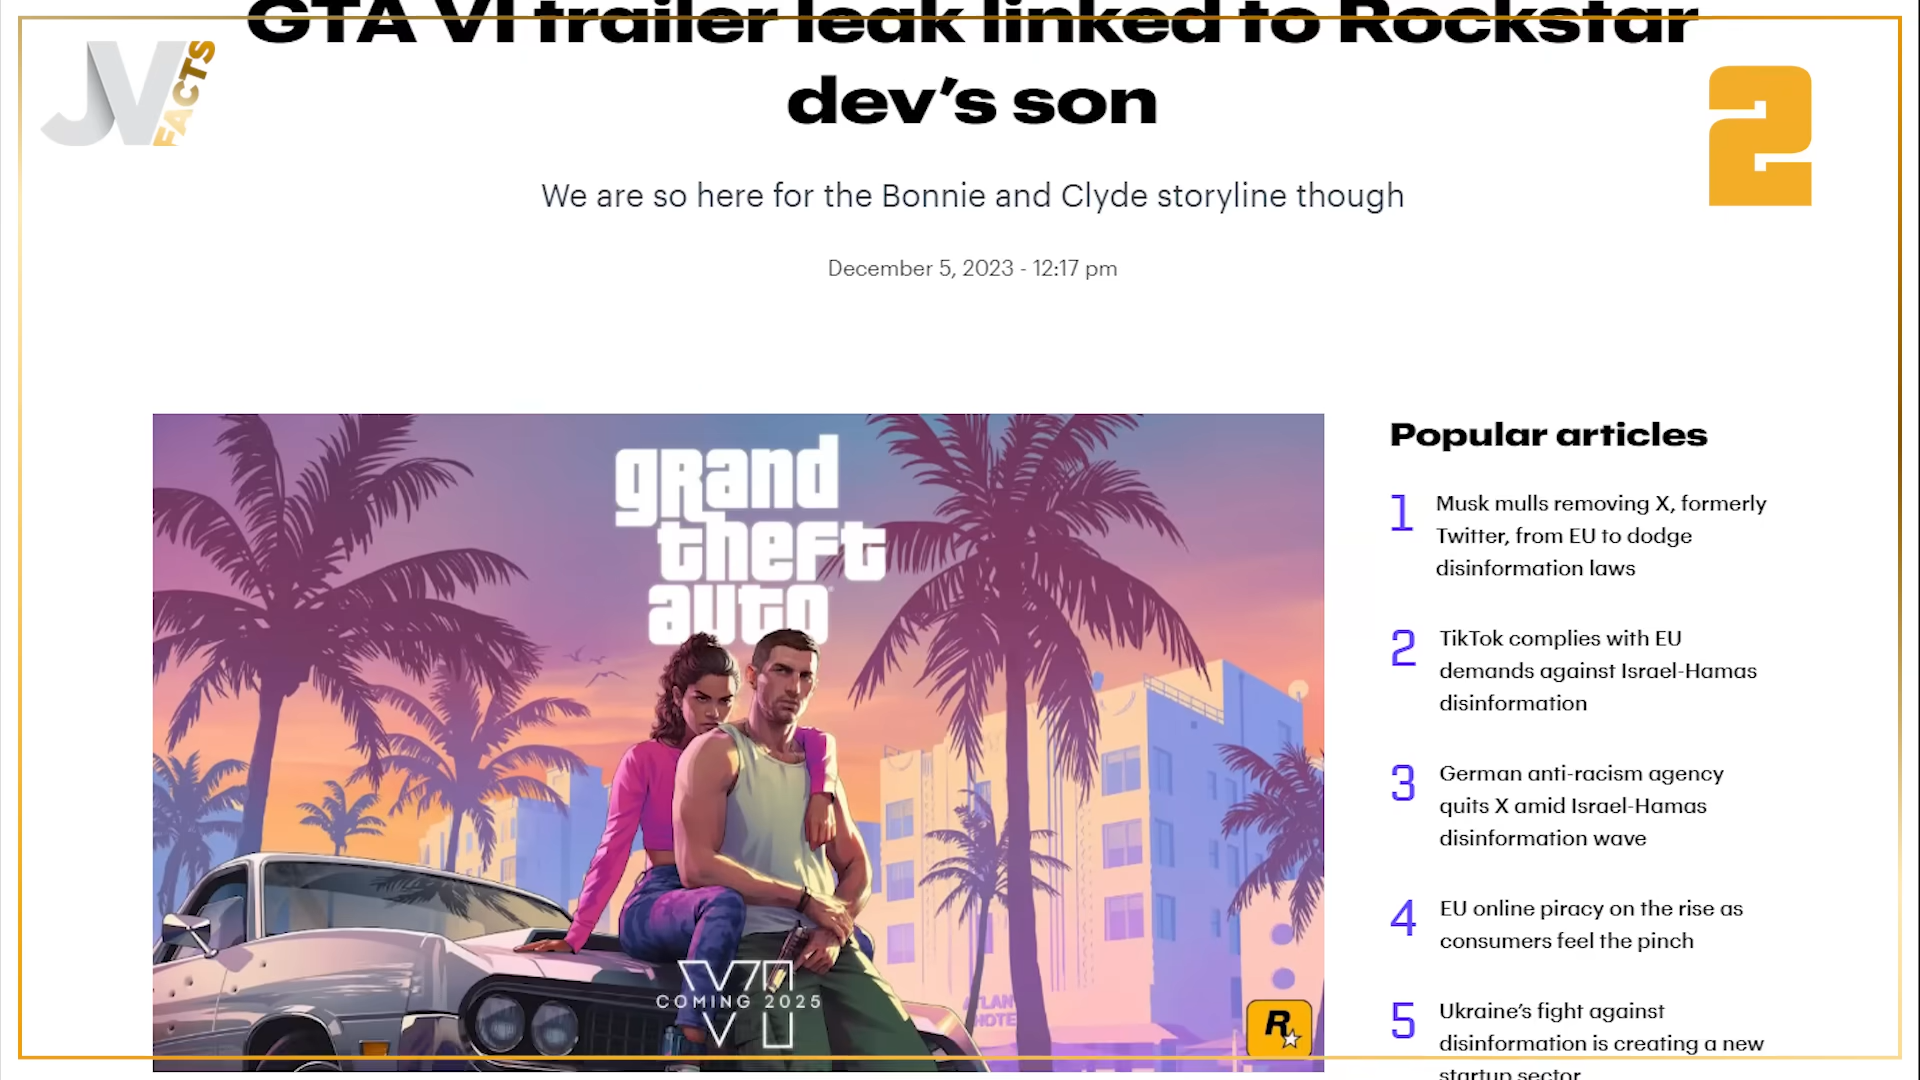 GTA VI trailer leak linked to Rockstar
dev's son
JV FACTS
2
We are so here for the Bonnie and Clyde storyline though
December 5, 2023 - 12:17 pm
grand
theft
auto
VI
COMING 2025
R
Popular articles
1 Musk mulls removing X, formerly
Twitter, from EU to dodge
disinformation laws
2 TikTok complies with EU
demands against Israel-Hamas
disinformation
3 German anti-racism agency
quits X amid Israel-Hamas
disinformation wave
4 EU online piracy on the rise as
consumers feel the pinch
5 Ukraine's fight against
disinformation is creating a new
startup sector